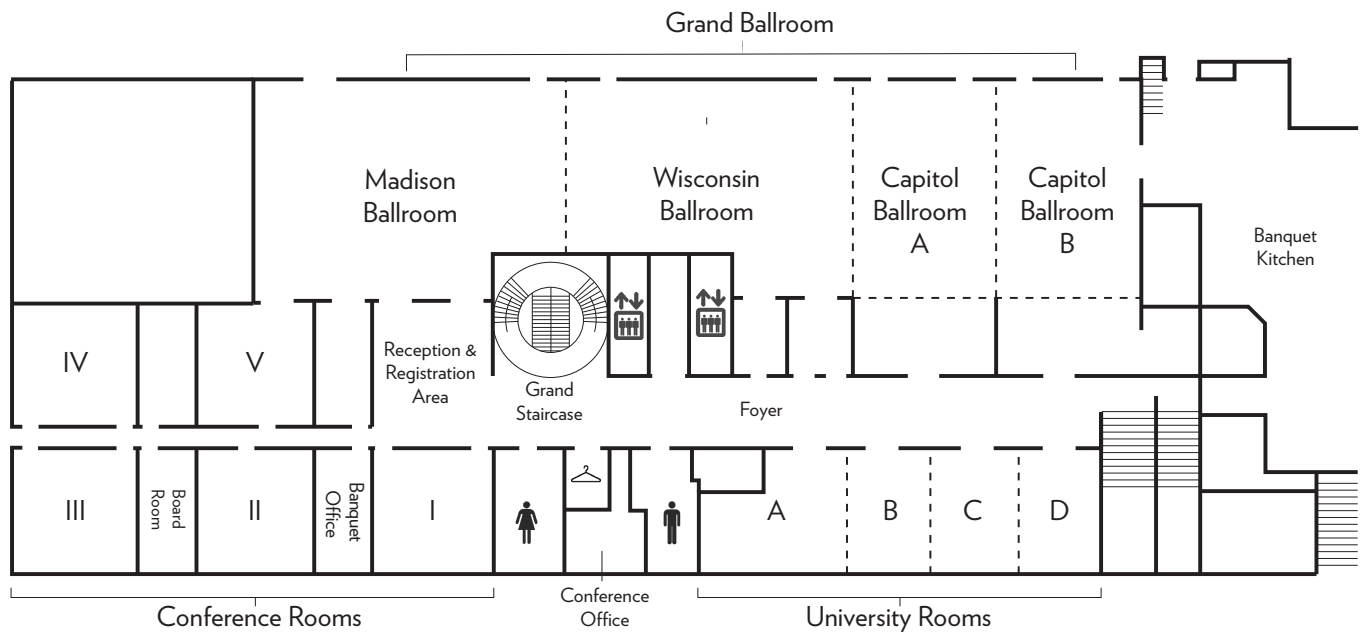 Grand Ballroom
Madison
Ballroom
Wisconsin
Ballroom
Capitol
Ballroom
A
Capitol
Ballroom
B
Banquet
Kitchen
IV
V
Reception &
Registration
Area
Grand
Staircase
Foyer
III
Board
Room
II
Banquet
Office
I
A
B
C
D
Conference Rooms
Conference
Office
University Rooms